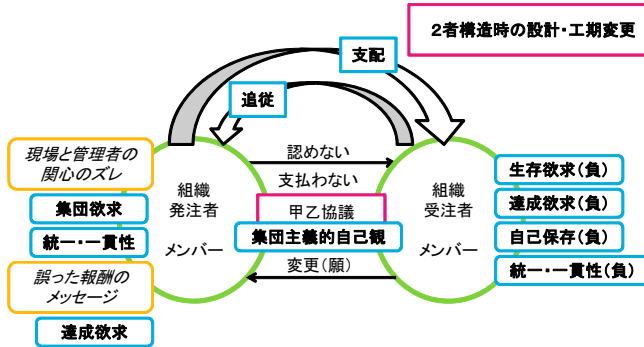 ２者構造時の設計・工期変更
支配
追従
現場と管理者の
関心のズレ
集団欲求
統一・一貫性
誤った報酬の
メッセージ
達成欲求
組織
発注者
メンバー
認めない
支払わない
甲乙協議
集団主義的自己観
変更（願）
組織
受注者
メンバー
生存欲求（負）
達成欲求（負）
自己保存（負）
統一・一貫性（負）